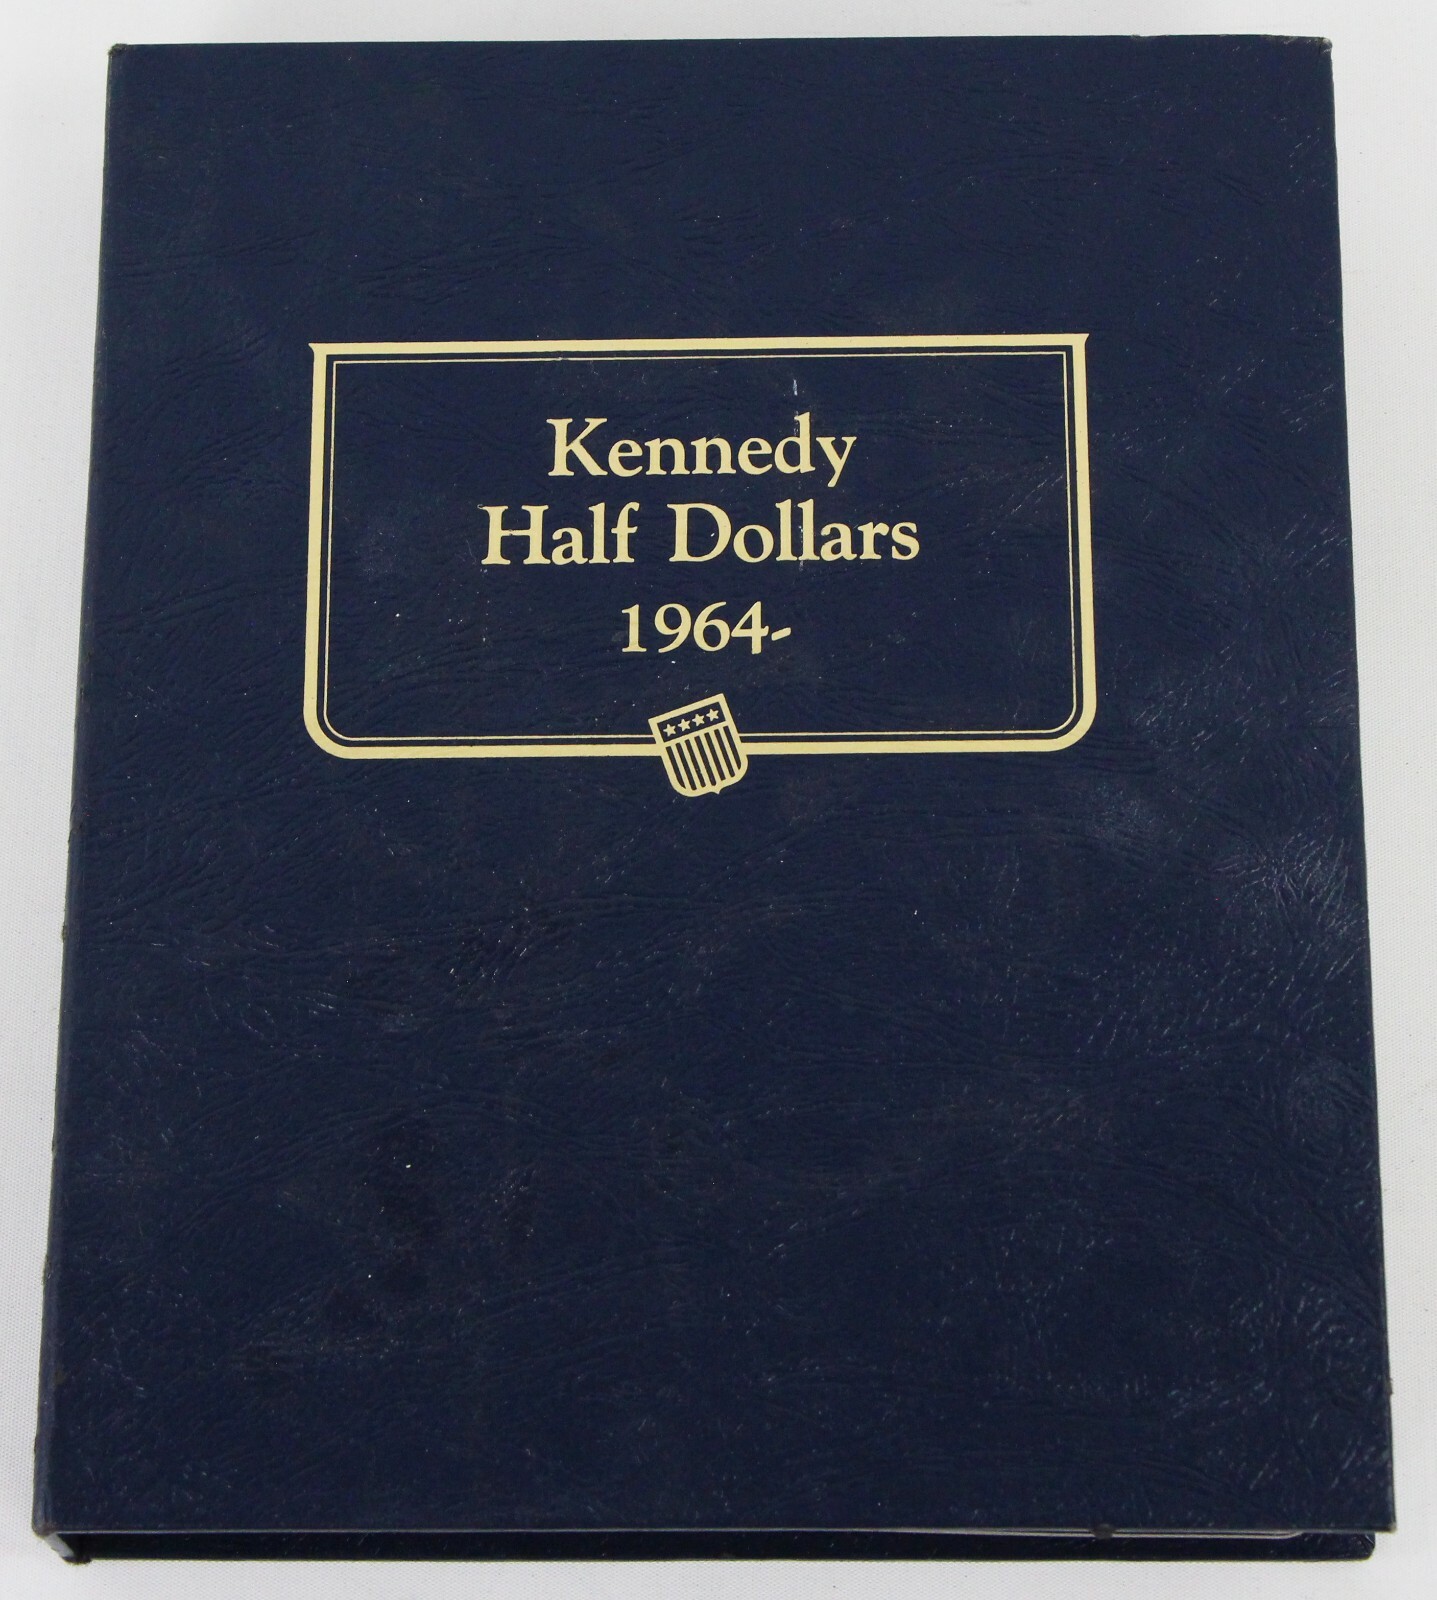 Kennedy
Half Dollars
1964-